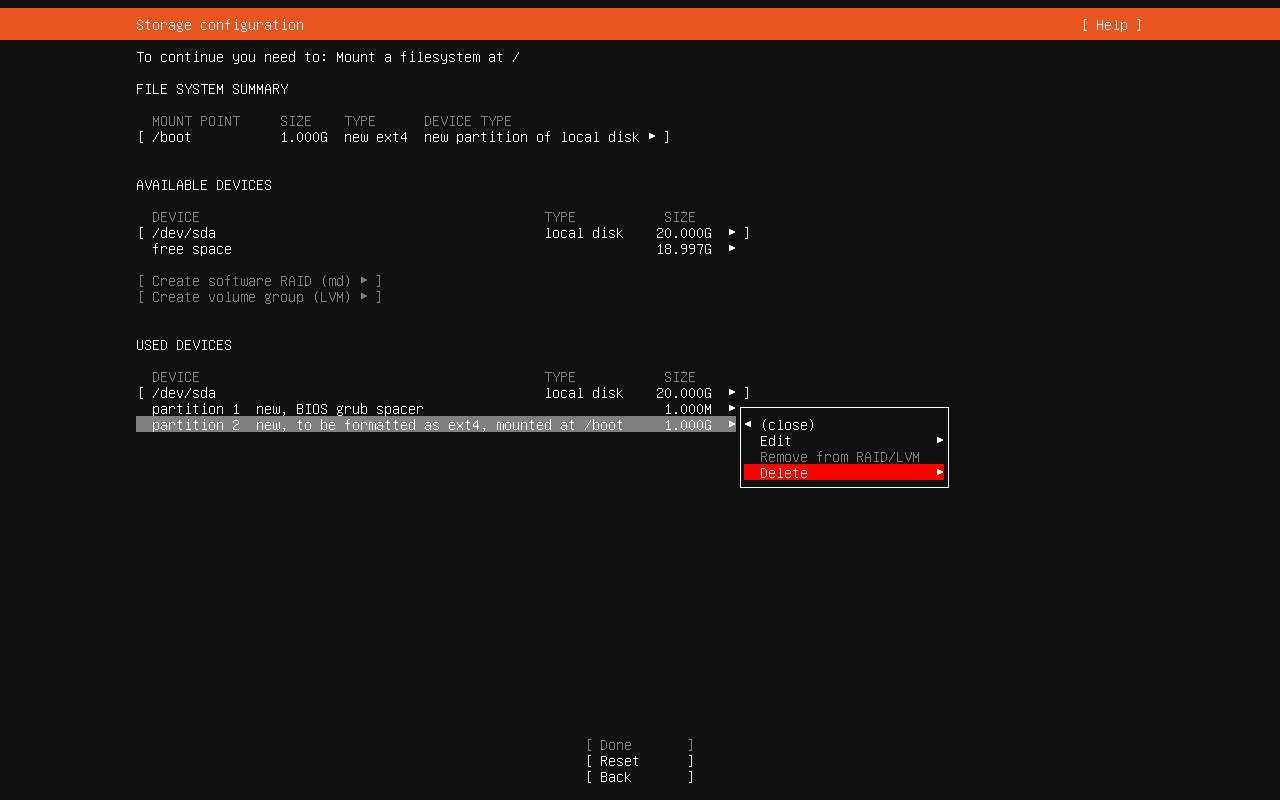 Storage configuration [ Help ]
To continue you need to: Mount a filesystem at /
FILE SYSTEM SUMMARY
MOUNT POINT SIZE TYPE DEVICE TYPE
[ /boot 1.000G new ext4 new partition of local disk ▸ ]
AVAILABLE DEVICES
DEVICE TYPE SIZE
[ /dev/sda local disk 20.000G ▸ ]
free space 18.997G ▸
[ Create software RAID (md) ▸ ]
[ Create volume group (LVM) ▸ ]
USED DEVICES
DEVICE TYPE SIZE
[ /dev/sda local disk 20.000G ▸ ]
partition 1 new, BIOS grub spacer 1.000M ▸
partition 2 new, to be formatted as ext4, mounted at /boot 1.000G ▸
◂ (close)
Edit ▸
Remove from RAID/LVM
Delete ▸
[ Done ]
[ Reset ]
[ Back ]